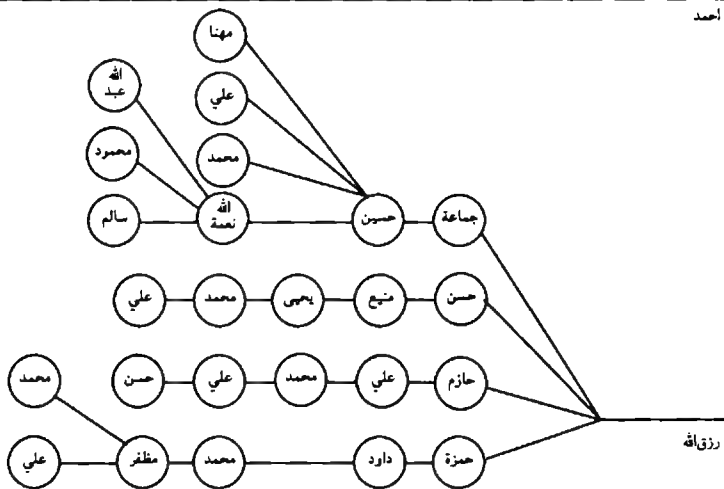 أحمد
مهنا
الله
عبد
علي
محمود
محمد
جماعة
حسين
الله
نعمة
سالم
حسن
منيع
يحيى
محمد
علي
حازم
علي
محمد
علي
حسن
محمد
رزق الله
حمزة
داود
محمد
مظفر
علي